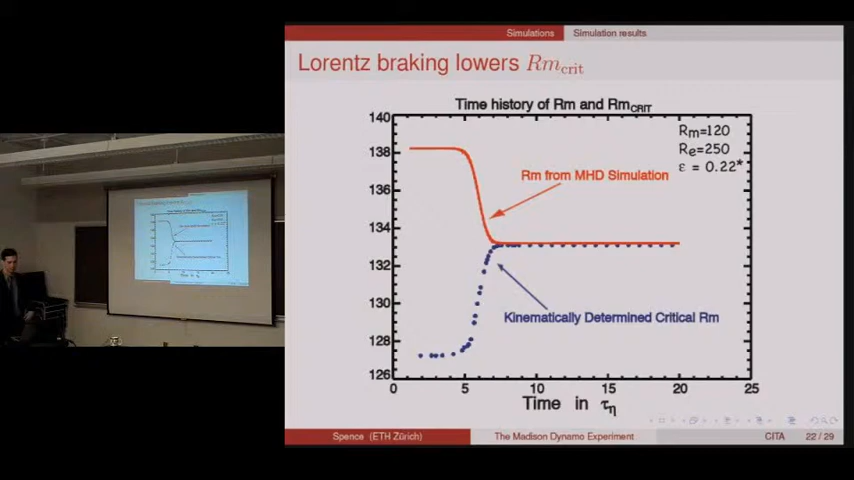 Simulations Simulation results
Lorentz braking lowers Rm_crit
Time history of Rm and Rm_CRIT
140
138
136
134
132
130
128
126
0 5 10 15 20 25
Time in τ_η
Rm=120
Re=250
ε = 0.22*
Rm from MHD Simulation
Kinematically Determined Critical Rm
Spence (ETH Zürich) The Madison Dynamo Experiment CITA 22 / 29